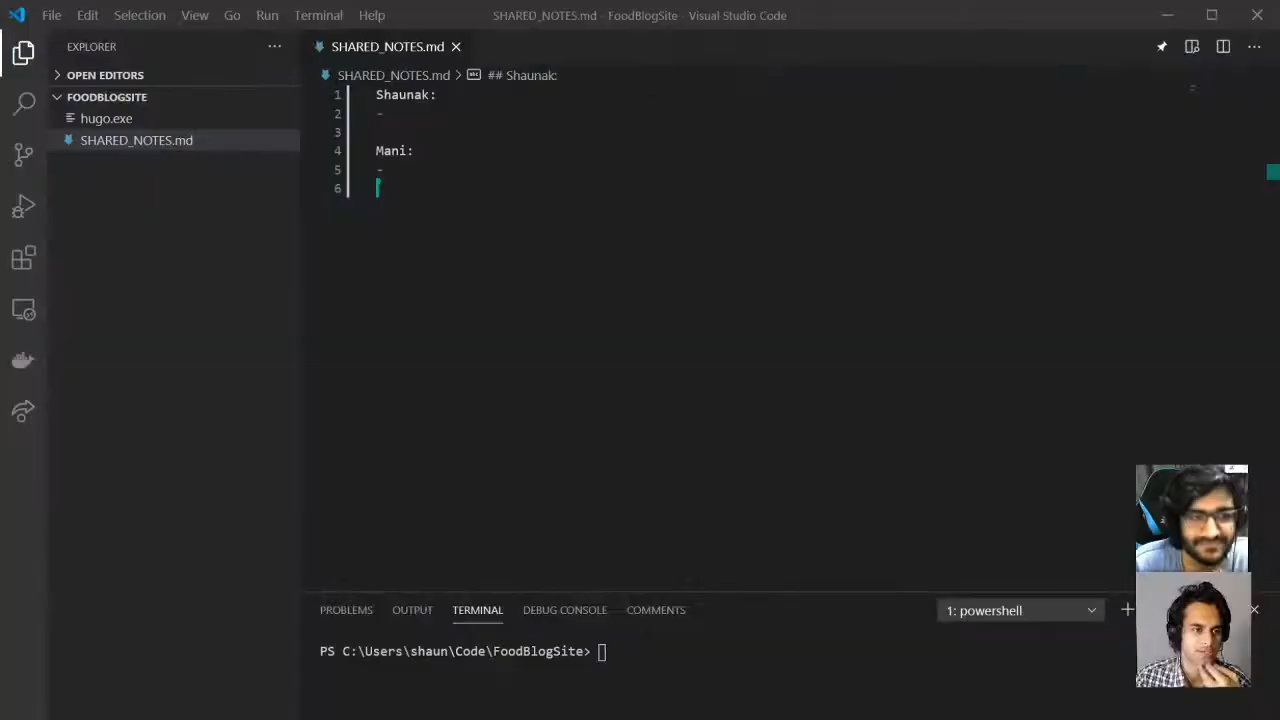 File Edit Selection View Go Run Terminal Help SHARED_NOTES.md - FoodBlogSite - Visual Studio Code
EXPLORER
OPEN EDITORS
FOODBLOGSITE
hugo.exe
SHARED_NOTES.md
SHARED_NOTES.md
SHARED_NOTES.md > ## Shaunak:
1 Shaunak:
2 -
3
4 Mani:
5 -
6
PROBLEMS OUTPUT TERMINAL DEBUG CONSOLE COMMENTS 1: powershell
PS C:\Users\shaun\Code\FoodBlogSite>